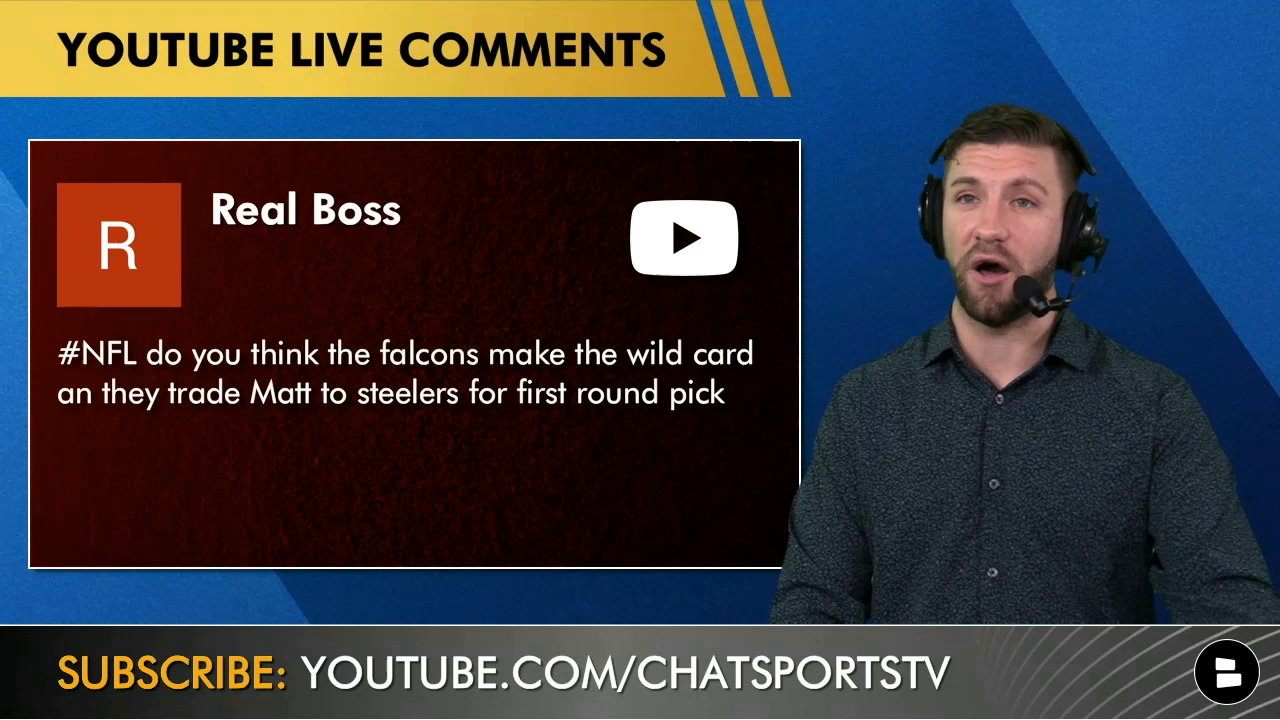 YOUTUBE LIVE COMMENTS
R
Real Boss
#NFL do you think the falcons make the wild card
an they trade Matt to steelers for first round pick
SUBSCRIBE: YOUTUBE.COM/CHATSPORTSTV